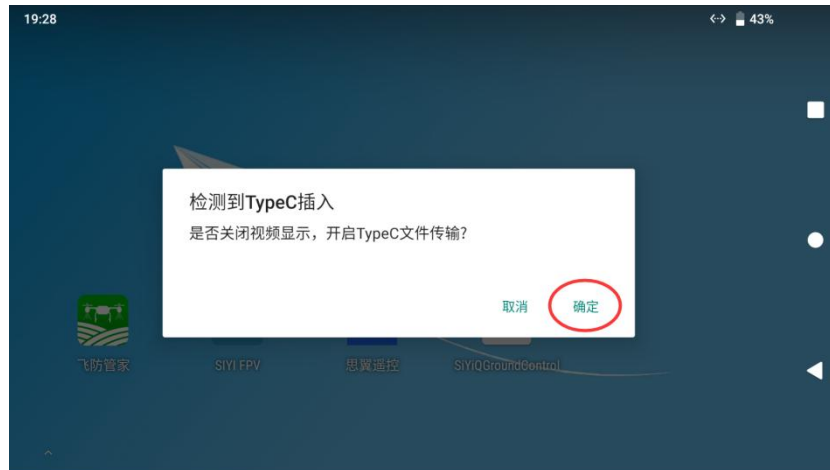 19:28
43%
检测到TypeC插入
是否关闭视频显示，开启TypeC文件传输?
取消
确定
飞防管家
SIYI FPV
思翼遥控
SiYiQGroundControl